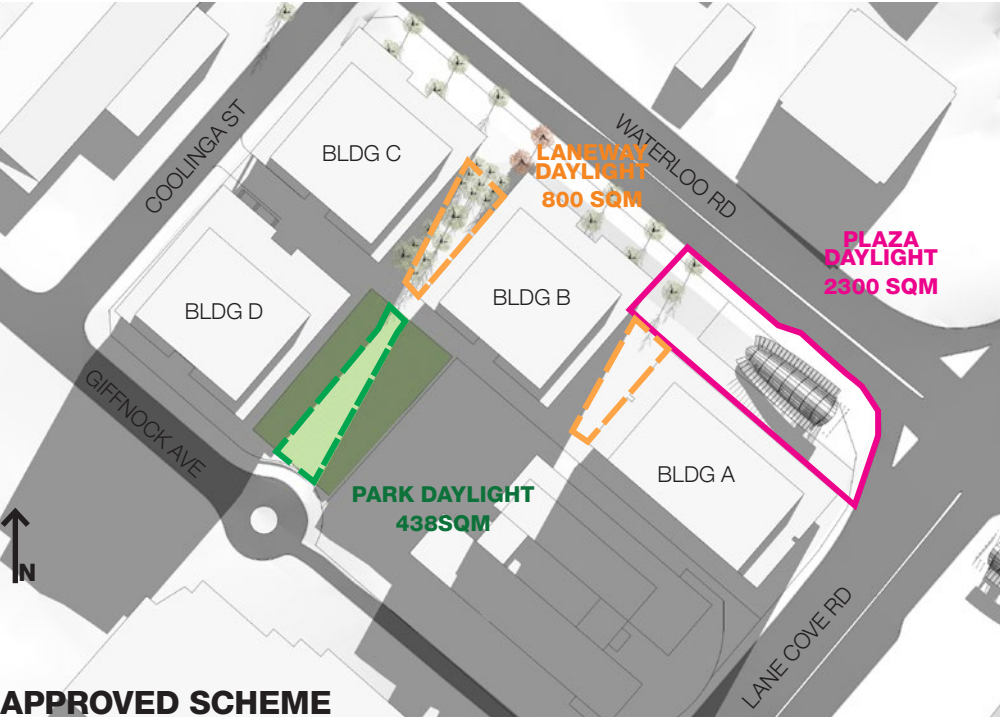 COOLINGA ST
BLDG C
WATERLOO RD
LANEWAY
DAYLIGHT
800 SQM
PLAZA
DAYLIGHT
2300 SQM
BLDG D
BLDG B
GIFFNOCK AVE
BLDG A
PARK DAYLIGHT
438SQM
N
LANE COVE RD
APPROVED SCHEME